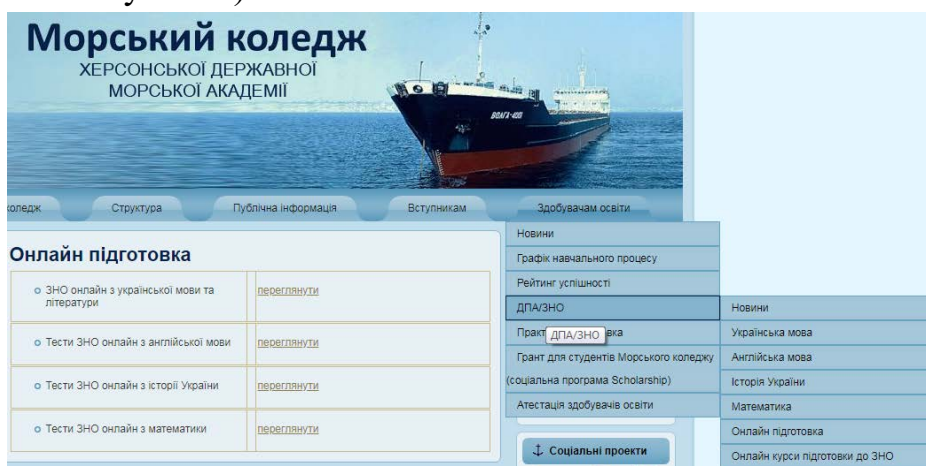 Морський коледж
ХЕРСОНСЬКОЇ ДЕРЖАВНОЇ
МОРСЬКОЇ АКАДЕМІЇ
ВОЛГА-4001
коледж Структура Публічна інформація Вступникам Здобувачам освіти
Онлайн підготовка
ЗНО онлайн з української мови та
літератури
переглянути
Тести ЗНО онлайн з англійської мови переглянути
Тести ЗНО онлайн з історії України переглянути
Тести ЗНО онлайн з математики переглянути
Новини
Графік навчального процесу
Рейтинг успішності
ДПА/ЗНО
ДПА/ЗНО
Грант для студентів Морського коледжу
(соціальна програма Scholarship)
Атестація здобувачів освіти
Новини
Українська мова
Англійська мова
Історія України
Математика
Онлайн підготовка
Онлайн курси підготовки до ЗНО
Соціальні проекти